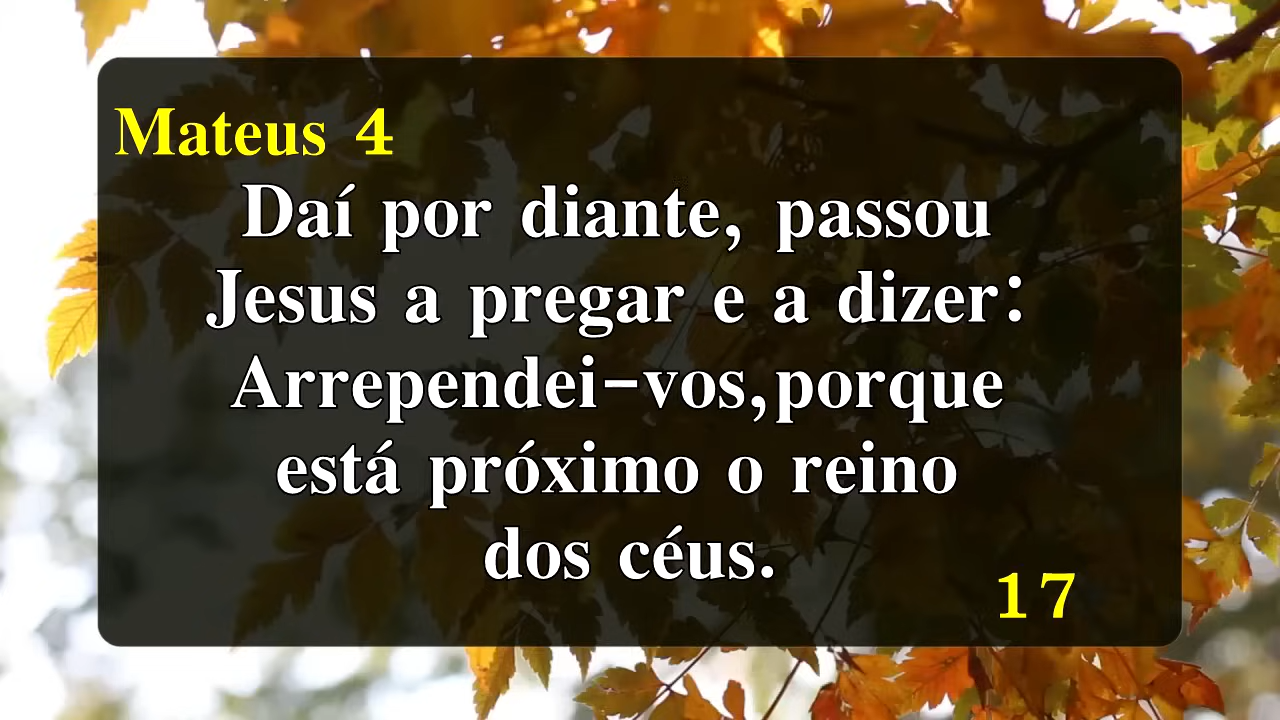 Mateus 4
Daí por diante, passou
Jesus a pregar e a dizer:
Arrependei-vos,porque
está próximo o reino
dos céus.
17